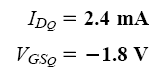 I_DQ = 2.4 mA
V_GSQ = −1.8 V